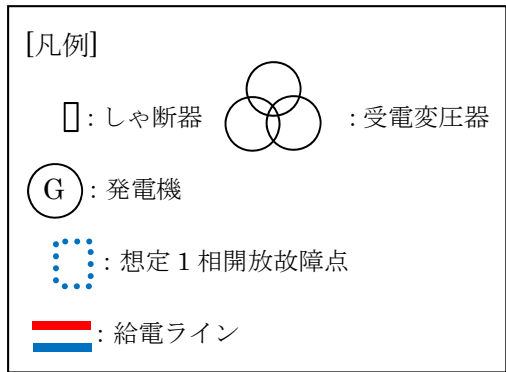 [凡例]
: しゃ断器 : 受電変圧器
G : 発電機
: 想定 1 相開放故障点
: 給電ライン